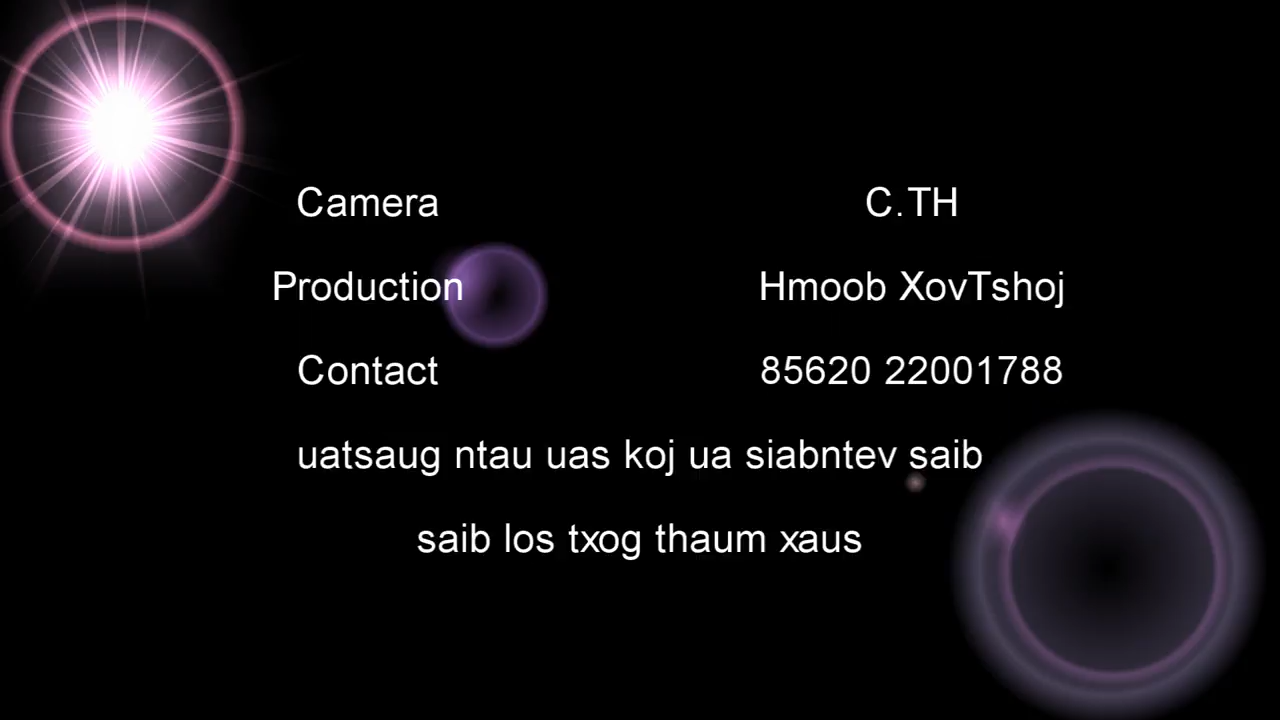 Camera C.TH
Production Hmoob XovTshoj
Contact 85620 22001788
uatsaug ntau uas koj ua siabntev saib
saib los txog thaum xaus